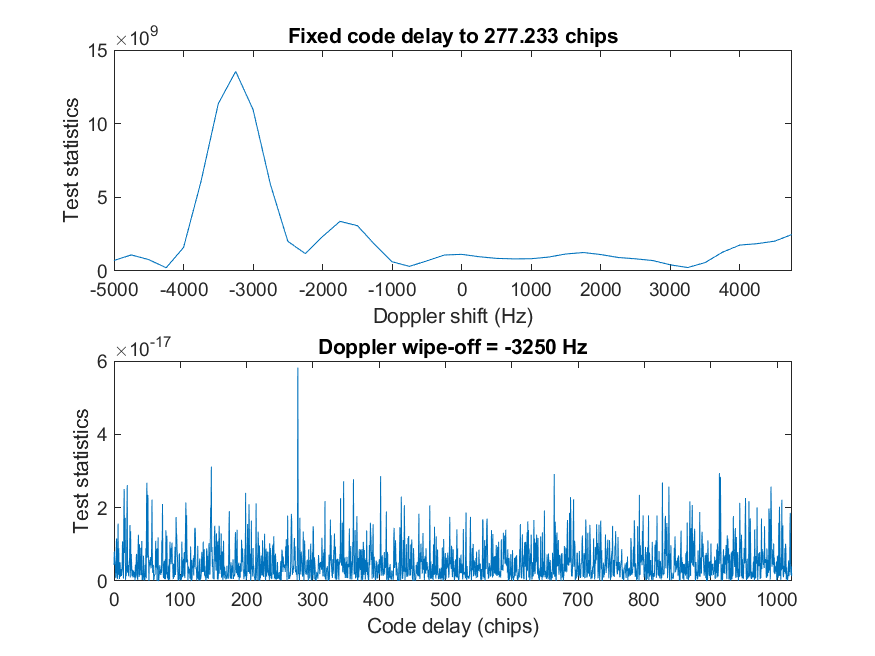 ×10^9
Fixed code delay to 277.233 chips
15
10
5
0
Test statistics
-5000 -4000 -3000 -2000 -1000 0 1000 2000 3000 4000
Doppler shift (Hz)
×10^-17
Doppler wipe-off = -3250 Hz
6
4
2
0
Test statistics
0 100 200 300 400 500 600 700 800 900 1000
Code delay (chips)